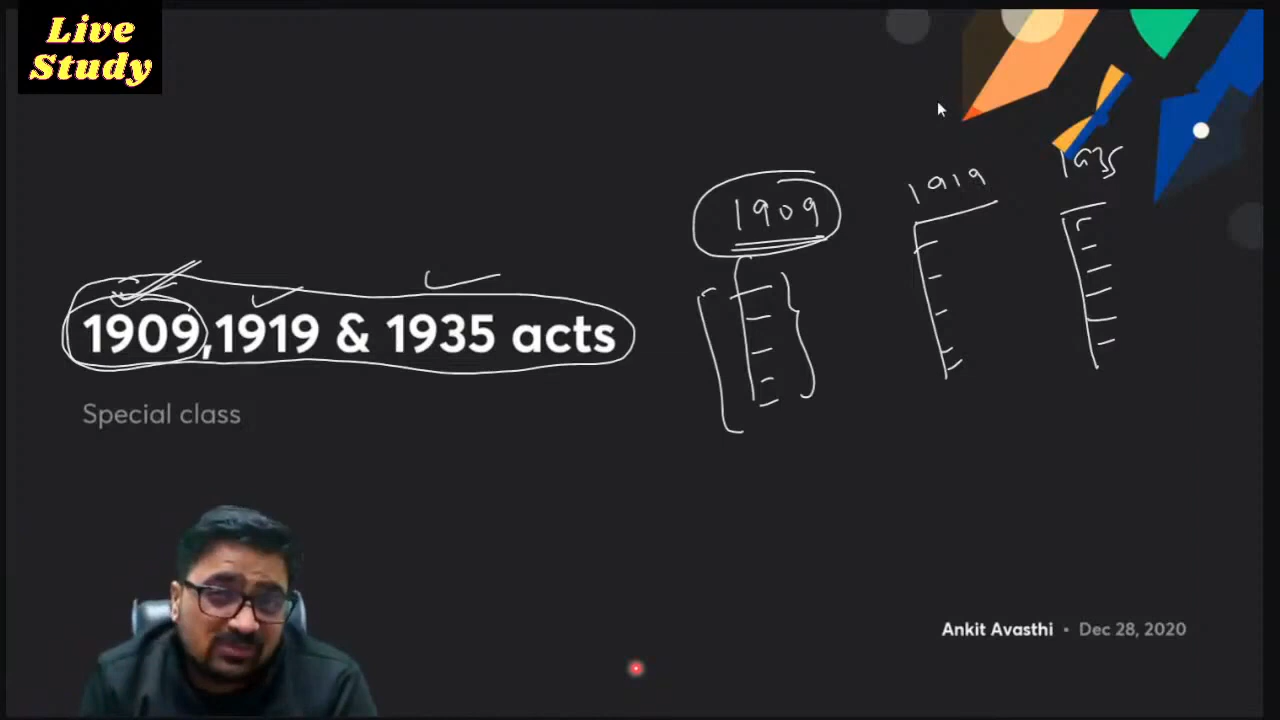 Live
Study
1909
1919
1935
1909,1919 & 1935 acts
Special class
Ankit Avasthi • Dec 28, 2020